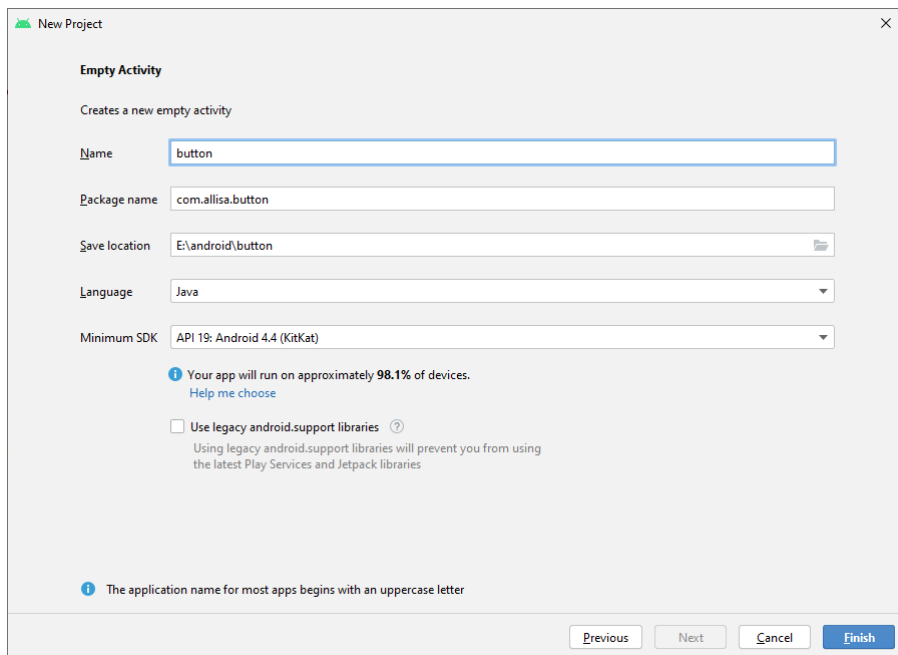 New Project
Empty Activity
Creates a new empty activity
Name button
Package name com.allisa.button
Save location E:\android\button
Language Java
Minimum SDK API 19: Android 4.4 (KitKat)
Your app will run on approximately 98.1% of devices.
Help me choose
Use legacy android.support libraries ?
Using legacy android.support libraries will prevent you from using
the latest Play Services and Jetpack libraries
The application name for most apps begins with an uppercase letter
Previous Next Cancel Finish